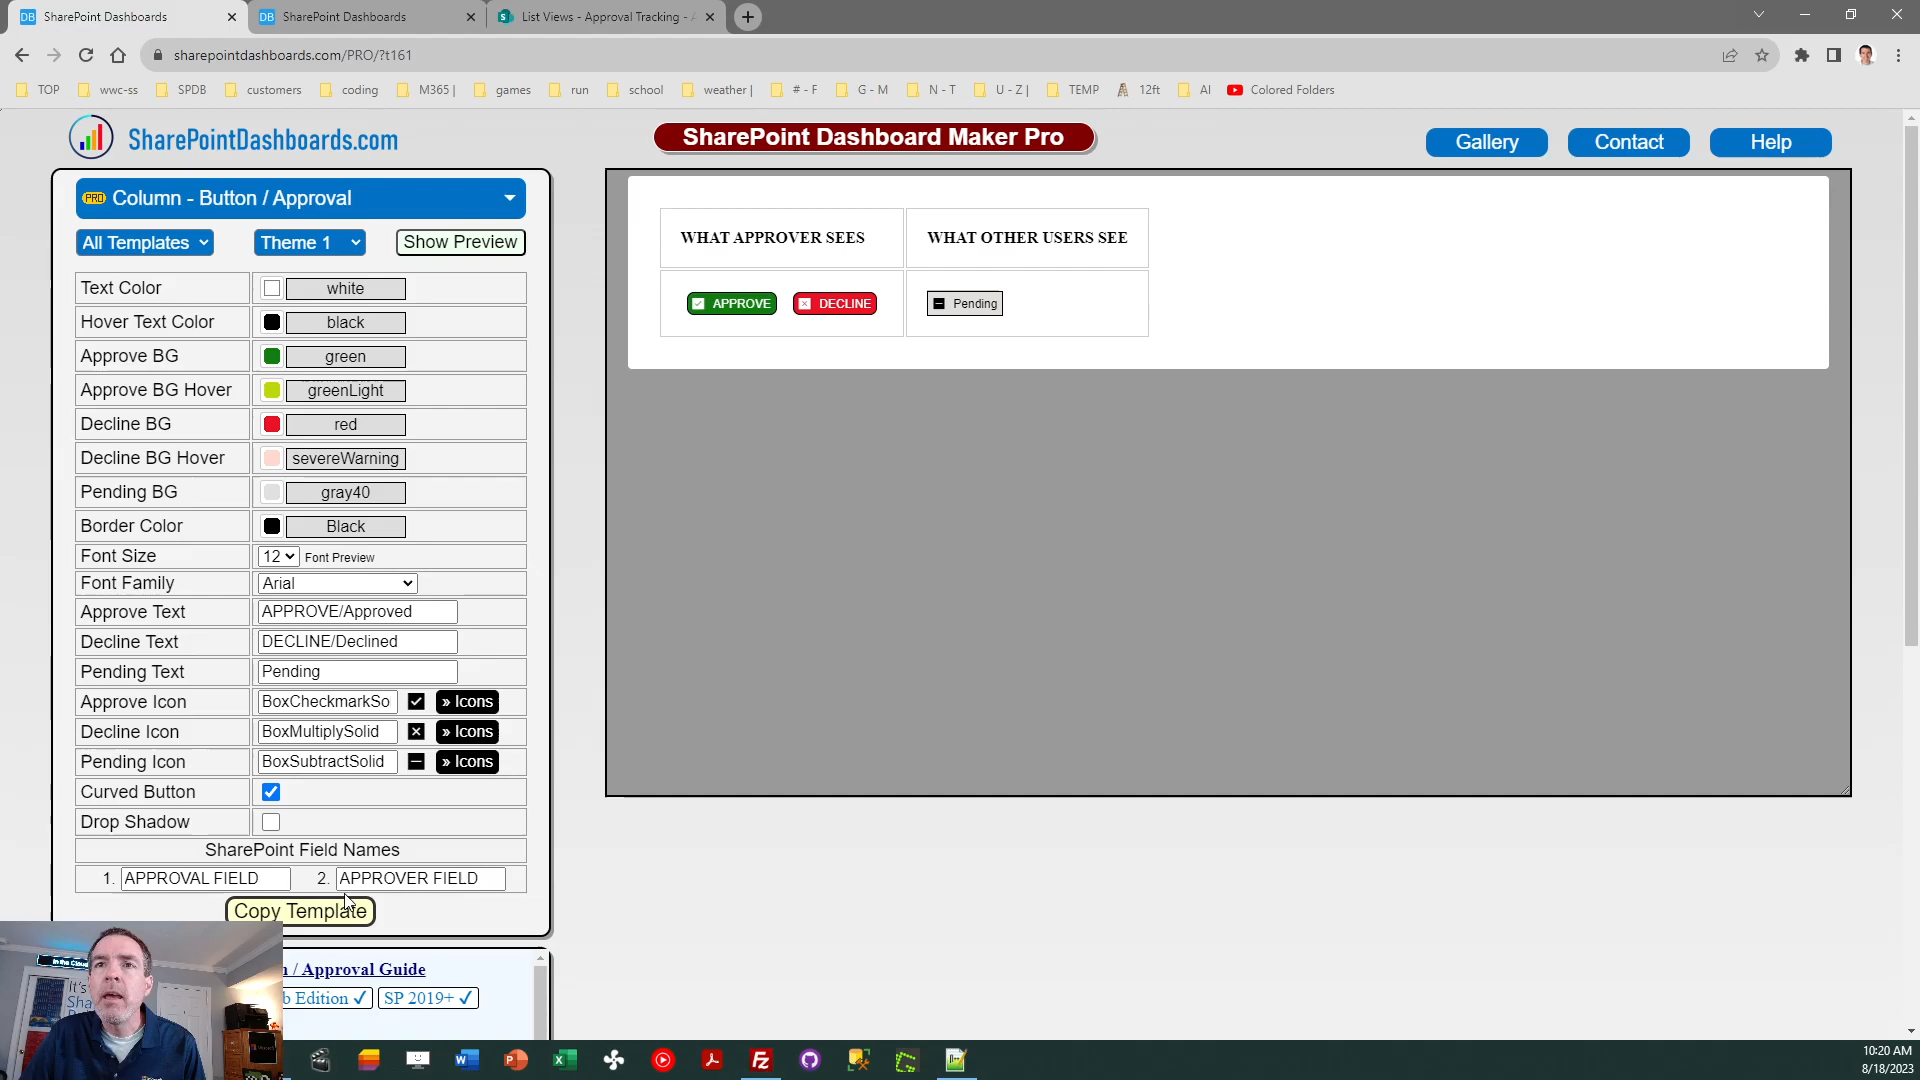 SharePoint Dashboards
SharePoint Dashboards
List Views - Approval Tracking -
sharepointdashboards.com/PRO/?t161
TOP
wwc-ss
SPDB
customers
coding
M365 |
games
run
school
weather |
# - F
G - M
N - T
U - Z |
TEMP
12ft
AI
Colored Folders
SharePointDashboards.com
SharePoint Dashboard Maker Pro
Gallery
Contact
Help
PRO Column - Button / Approval
All Templates
Theme 1
Show Preview
Text Color
white
Hover Text Color
black
Approve BG
green
Approve BG Hover
greenLight
Decline BG
red
Decline BG Hover
severeWarning
Pending BG
gray40
Border Color
Black
Font Size
12
Font Preview
Font Family
Arial
Approve Text
APPROVE/Approved
Decline Text
DECLINE/Declined
Pending Text
Pending
Approve Icon
BoxCheckmarkSo
» Icons
Decline Icon
BoxMultiplySolid
» Icons
Pending Icon
BoxSubtractSolid
» Icons
Curved Button
Drop Shadow
SharePoint Field Names
1. APPROVAL FIELD
2. APPROVER FIELD
Copy Template
/ Approval Guide
b Edition ✓
SP 2019+ ✓
WHAT APPROVER SEES
WHAT OTHER USERS SEE
APPROVE
DECLINE
Pending
In the Cloud
It's
10:20 AM
8/18/2023